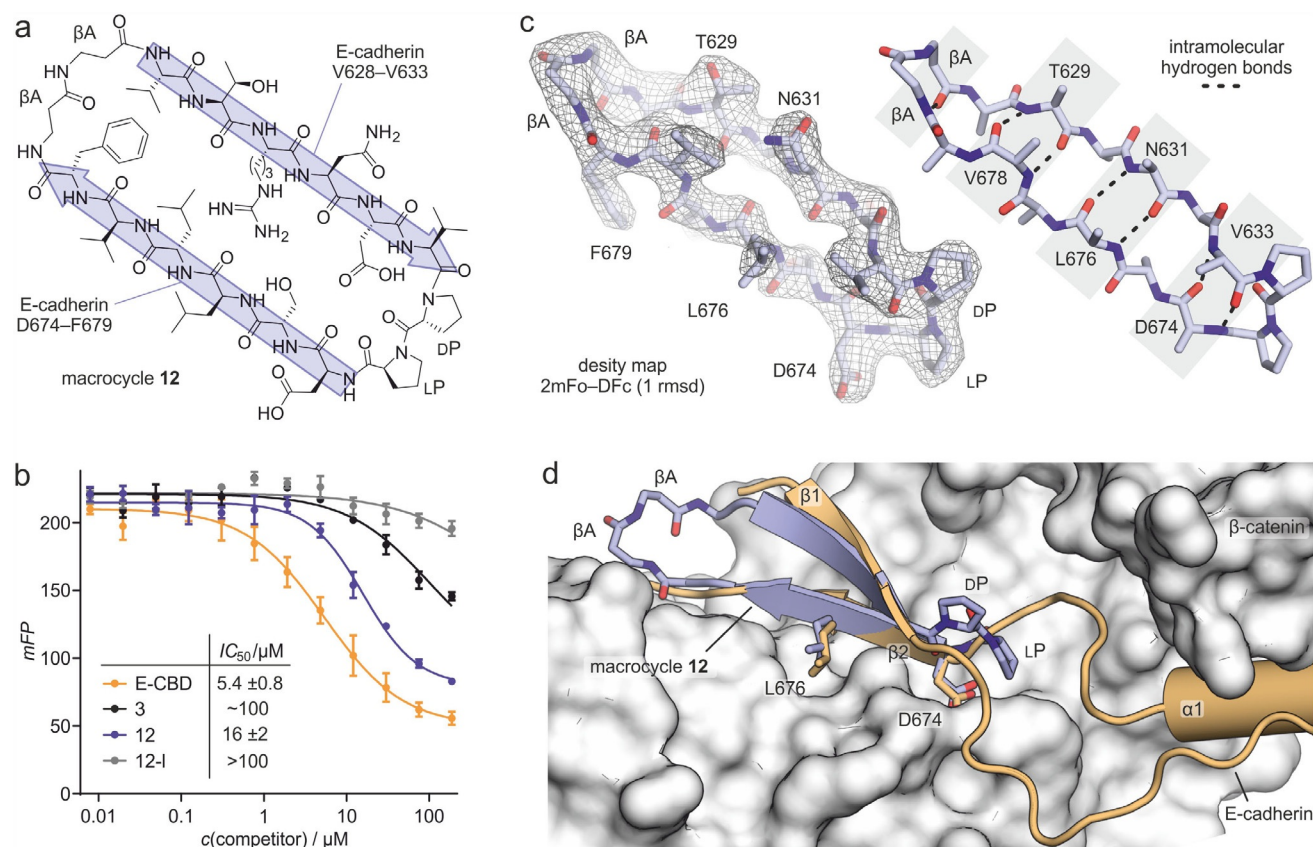 a
βA
O
O
H
N
E-cadherin
V628–V633
OH
NH2
βA
HN
O
N
H
O
( )3
HN
HN
NH2
OH
O
HO
E-cadherin
D674–F679
macrocycle 12
DP
LP
b
mFP
200
150
100
50
0
IC50/µM
E-CBD 5.4 ±0.8
3 ~100
12 16 ±2
12-I >100
0.01 0.1 1 10 100
c(competitor) / µM
c
βA
T629
βA
N631
F679
L676
D674
DP
LP
desity map
2mFo–DFc (1 rmsd)
intramolecular
hydrogen bonds
βA
T629
βA
N631
V678
V633
L676
D674
d
βA
βA
β1
β-catenin
DP
macrocycle 12
β2
LP
L676
D674
α1
E-cadherin